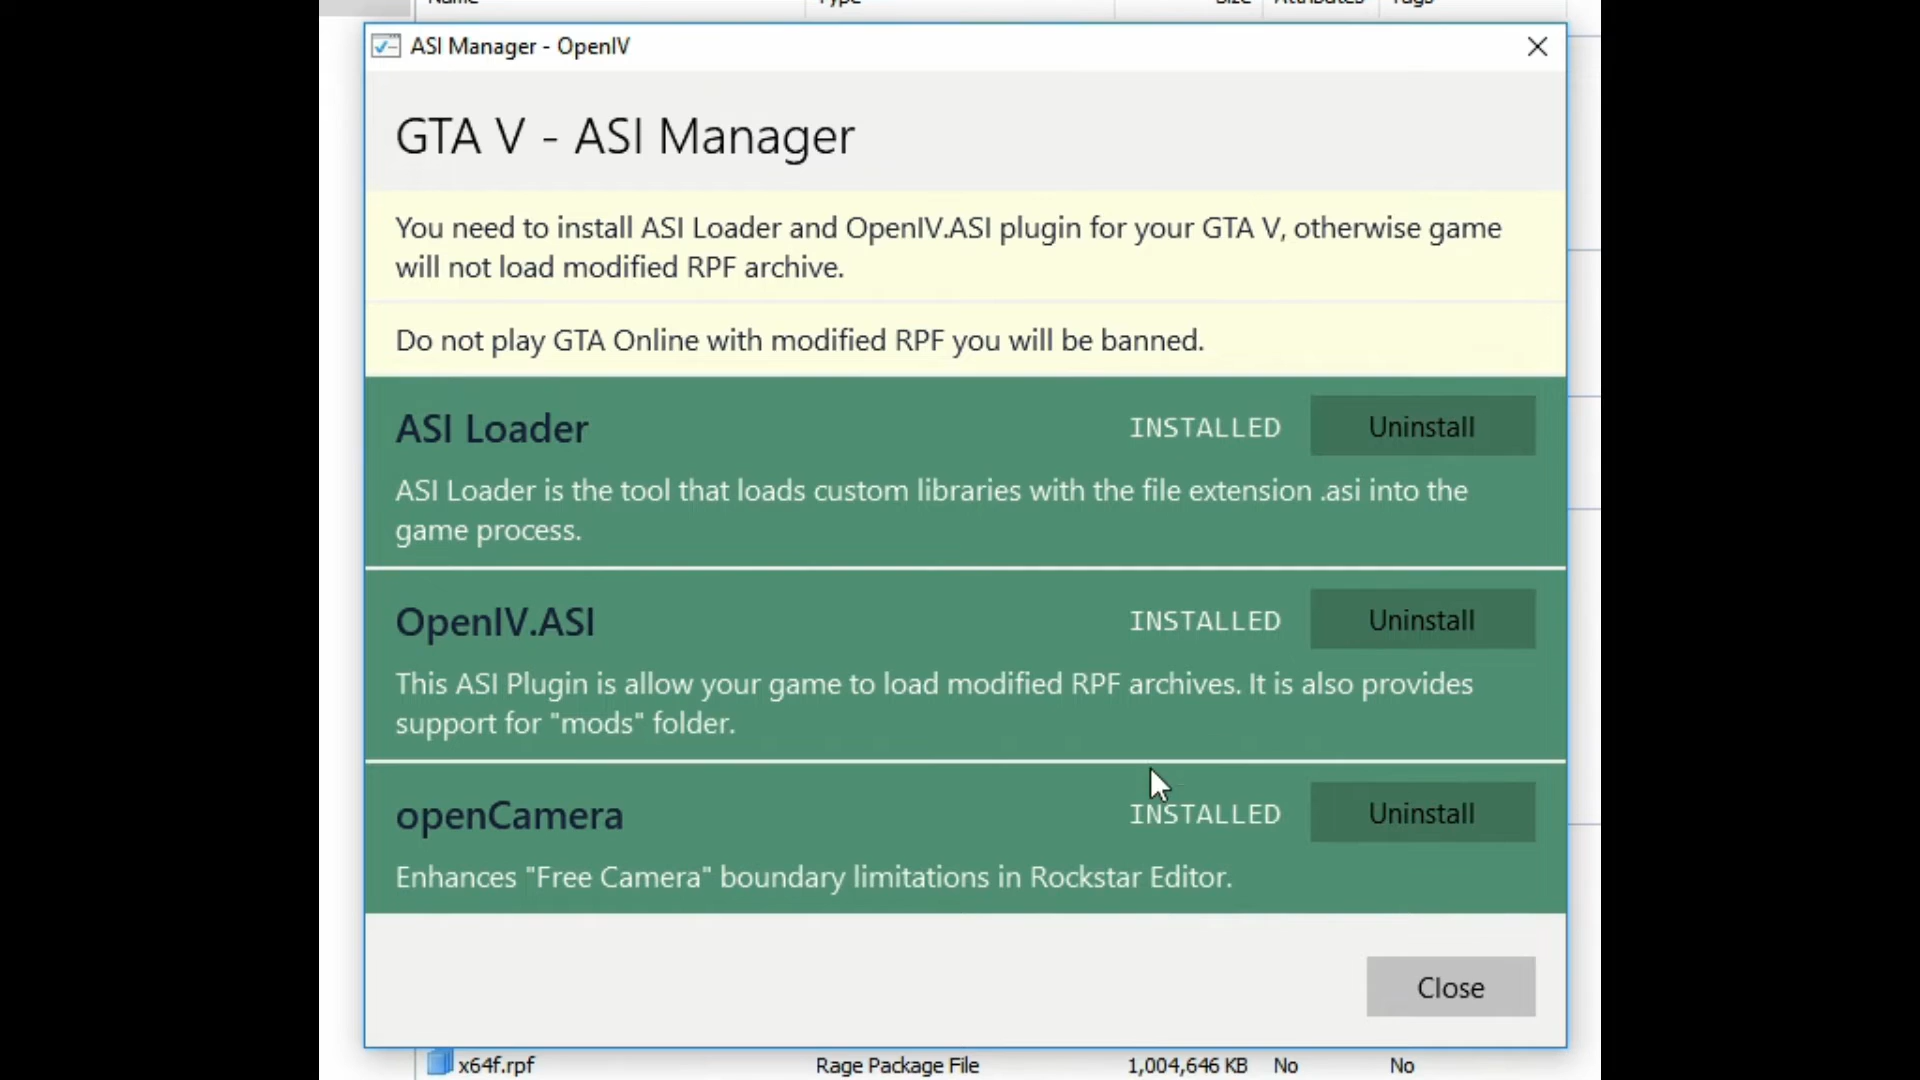 Name Type Size Attributes Tags
ASI Manager - OpenIV
GTA V - ASI Manager
You need to install ASI Loader and OpenIV.ASI plugin for your GTA V, otherwise game
will not load modified RPF archive.
Do not play GTA Online with modified RPF you will be banned.
ASI Loader INSTALLED Uninstall
ASI Loader is the tool that loads custom libraries with the file extension .asi into the
game process.
OpenIV.ASI INSTALLED Uninstall
This ASI Plugin is allow your game to load modified RPF archives. It is also provides
support for "mods" folder.
openCamera INSTALLED Uninstall
Enhances "Free Camera" boundary limitations in Rockstar Editor.
Close
x64f.rpf Rage Package File 1,004,646 KB No No